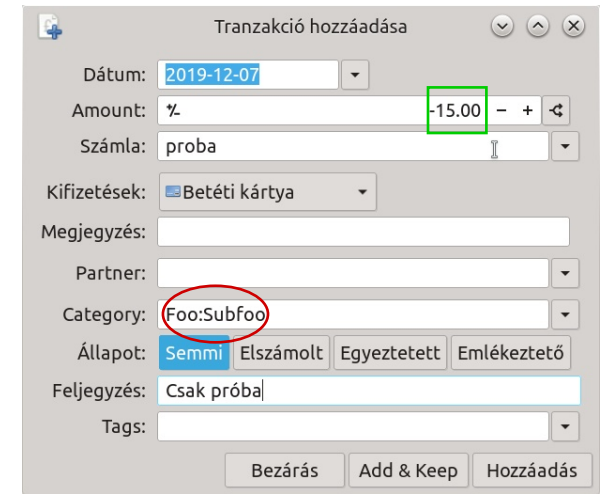 Tranzakció hozzáadása
Dátum: 2019-12-07
Amount: -15.00
Számla: proba
Kifizetések: Betéti kártya
Megjegyzés:
Partner:
Category: Foo:Subfoo
Állapot: Semmi Elszámolt Egyeztetett Emlékeztető
Feljegyzés: Csak próba
Tags:
Bezárás Add & Keep Hozzáadás